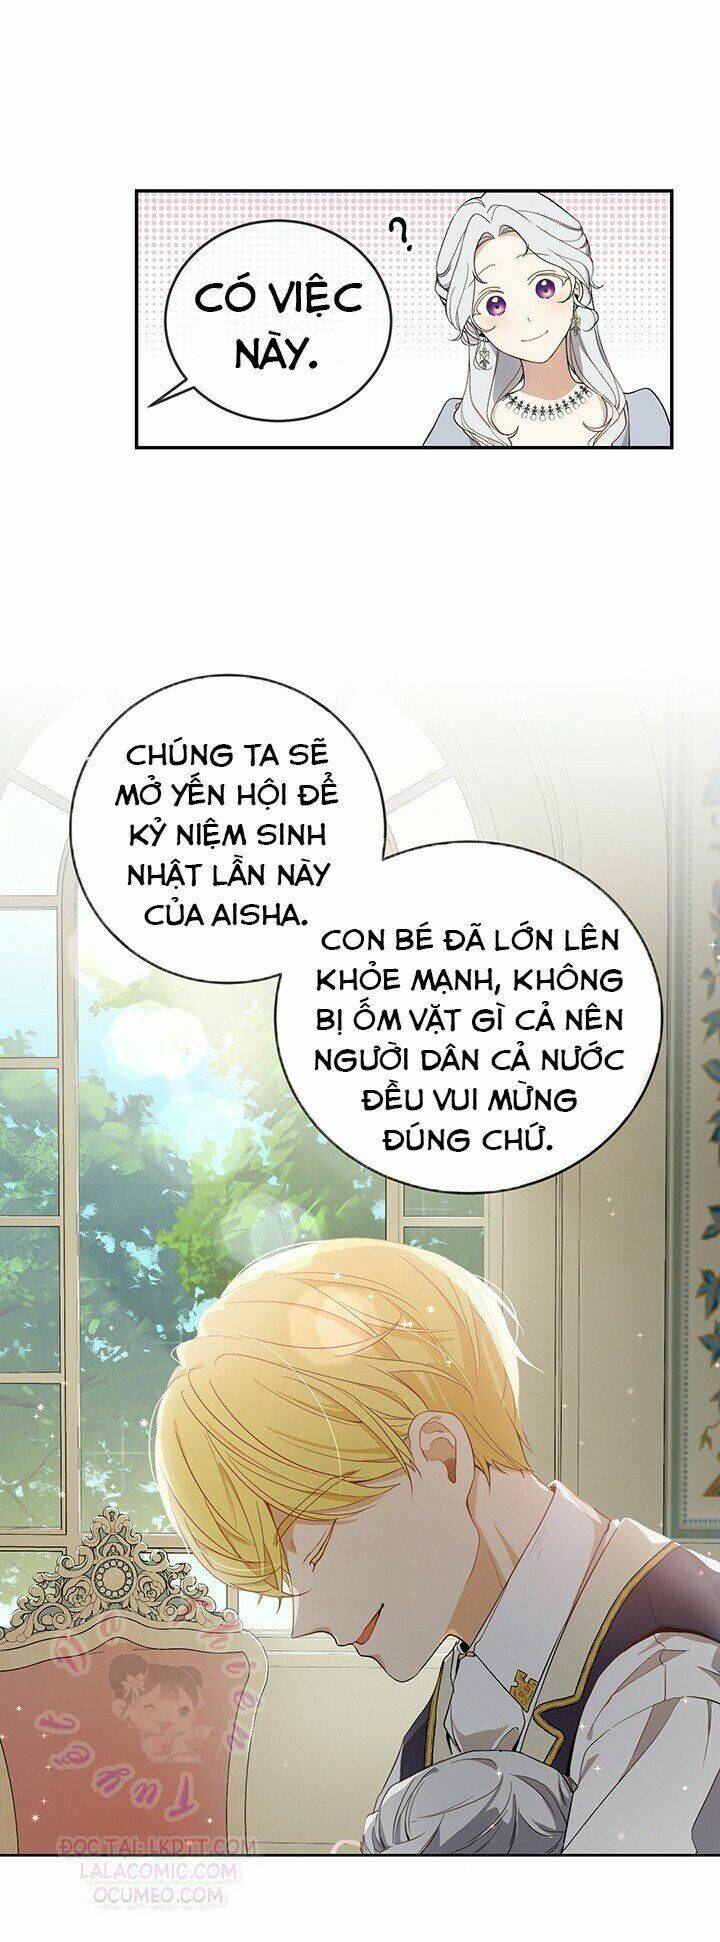 ?
CÓ VIỆC
NÀY.
CHÚNG TA SẼ
MỞ YẾN HỘI ĐỂ
KỶ NIỆM SINH
NHẬT LẦN NÀY
CỦA AISHA.
CON BÉ ĐÃ LỚN LÊN
KHỎE MẠNH, KHÔNG
BỊ ỐM VẶT GÌ CẢ NÊN
NGƯỜI DÂN CẢ NƯỚC
ĐỀU VUI MỪNG
ĐÚNG CHỨ.
ĐỌC TẠI: LKDTT.COM
LALACOMIC.COM
OCUMEO.COM